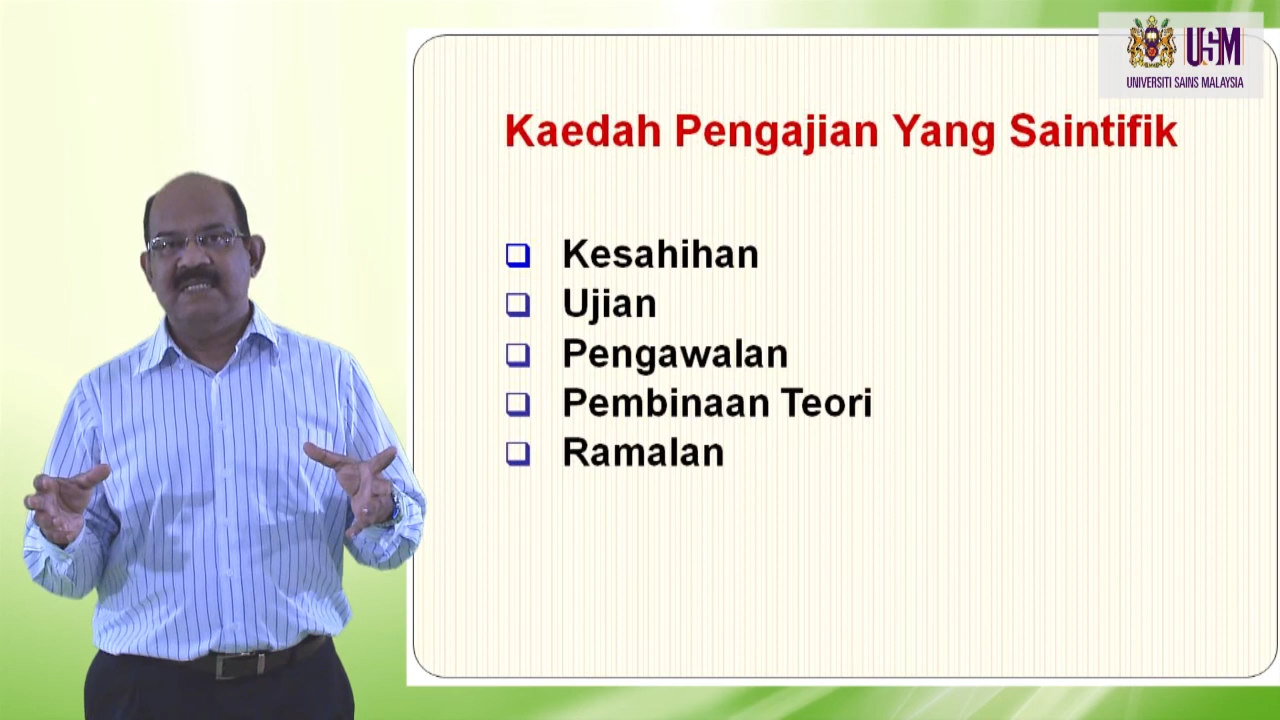 USM
UNIVERSITI SAINS MALAYSIA
Kaedah Pengajian Yang Saintifik
Kesahihan
Ujian
Pengawalan
Pembinaan Teori
Ramalan